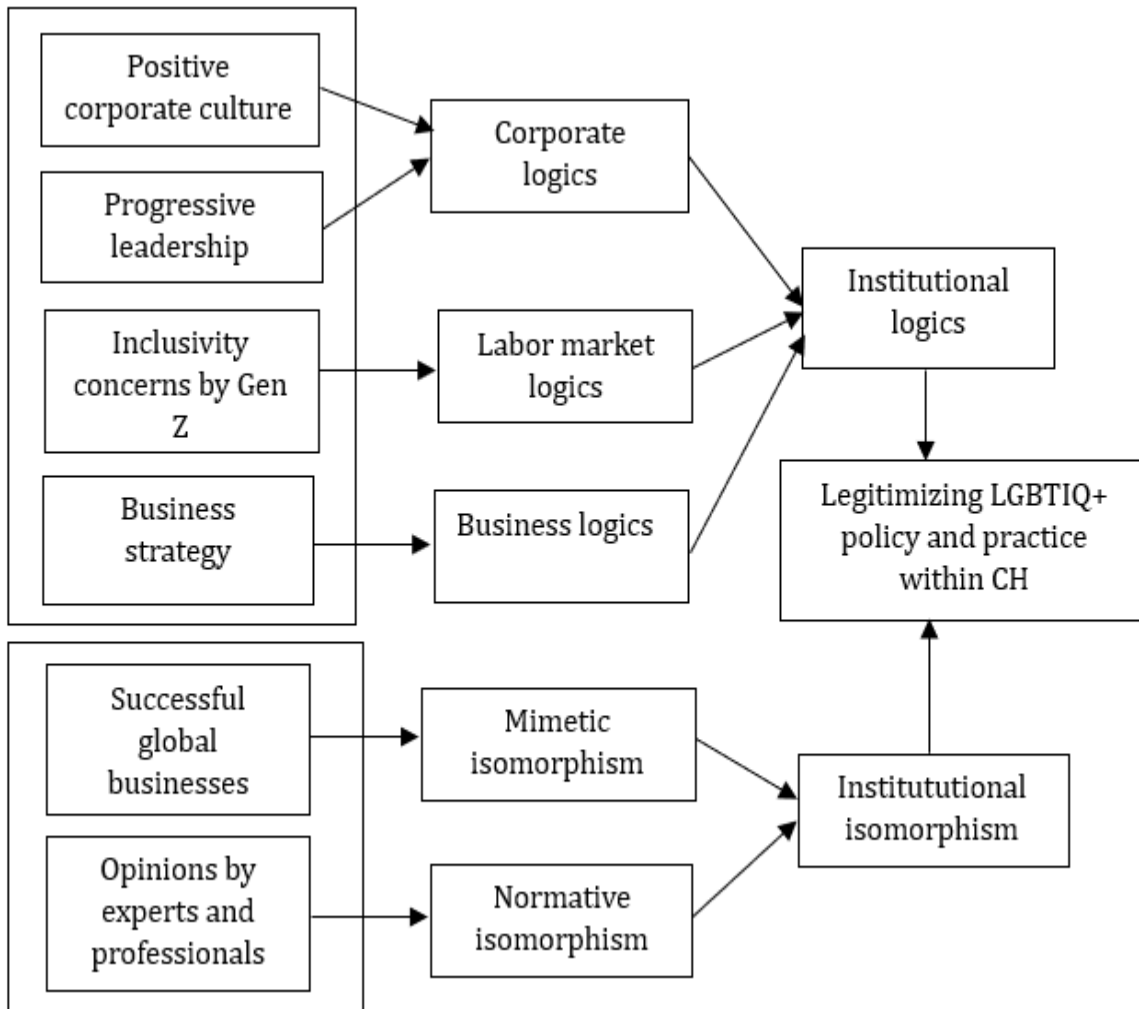 Positive
corporate culture
Progressive
leadership
Inclusivity
concerns by Gen
Z
Business
strategy
Corporate
logics
Labor market
logics
Business logics
Institutional
logics
Legitimizing LGBTIQ+
policy and practice
within CH
Successful
global
businesses
Opinions by
experts and
professionals
Mimetic
isomorphism
Normative
isomorphism
Institututional
isomorphism